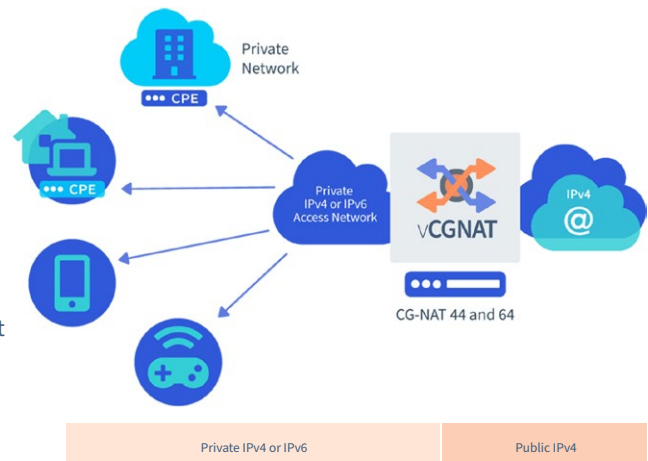 Private
Network
CPE
CPE
Private
IPv4 or IPv6
Access Network
vCGNAT
IPv4
@
CG-NAT 44 and 64
t
Private IPv4 or IPv6
Public IPv4